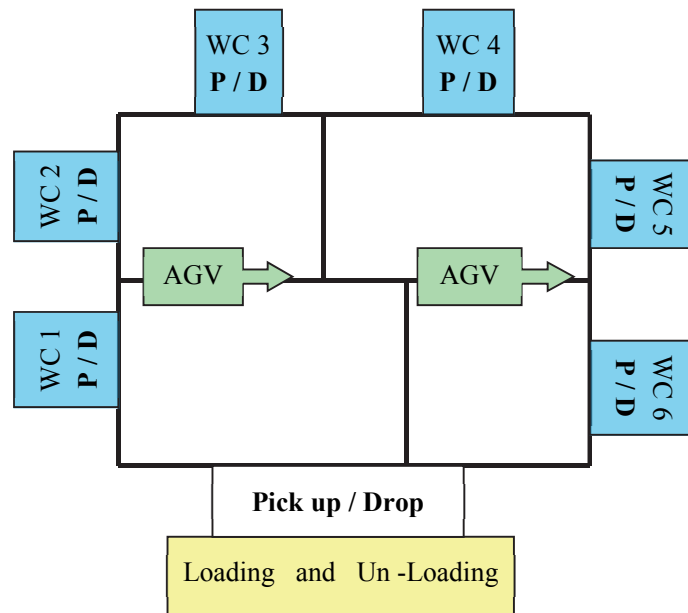 WC 3
P / D
WC 4
P / D
WC 2
P / D
WC 5
P / D
AGV
AGV
WC 1
P / D
WC 6
P / D
Pick up / Drop
Loading and Un -Loading